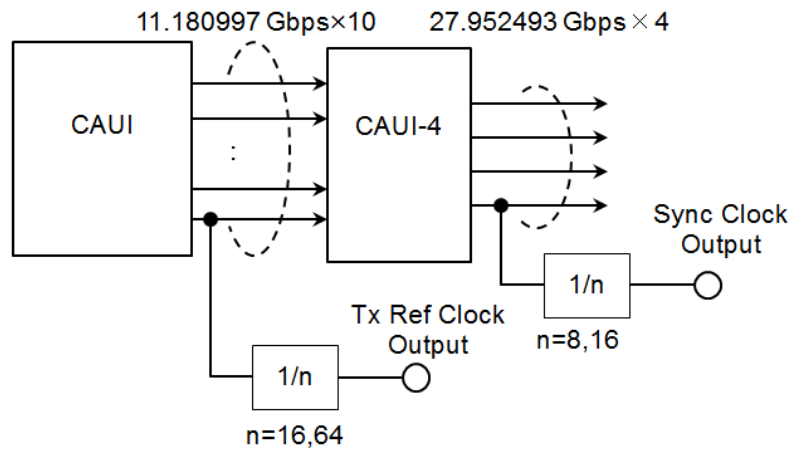 11.180997 Gbps×10
27.952493 Gbps × 4
CAUI
:
CAUI-4
Sync Clock
Output
1/n
n=8,16
Tx Ref Clock
Output
1/n
n=16,64